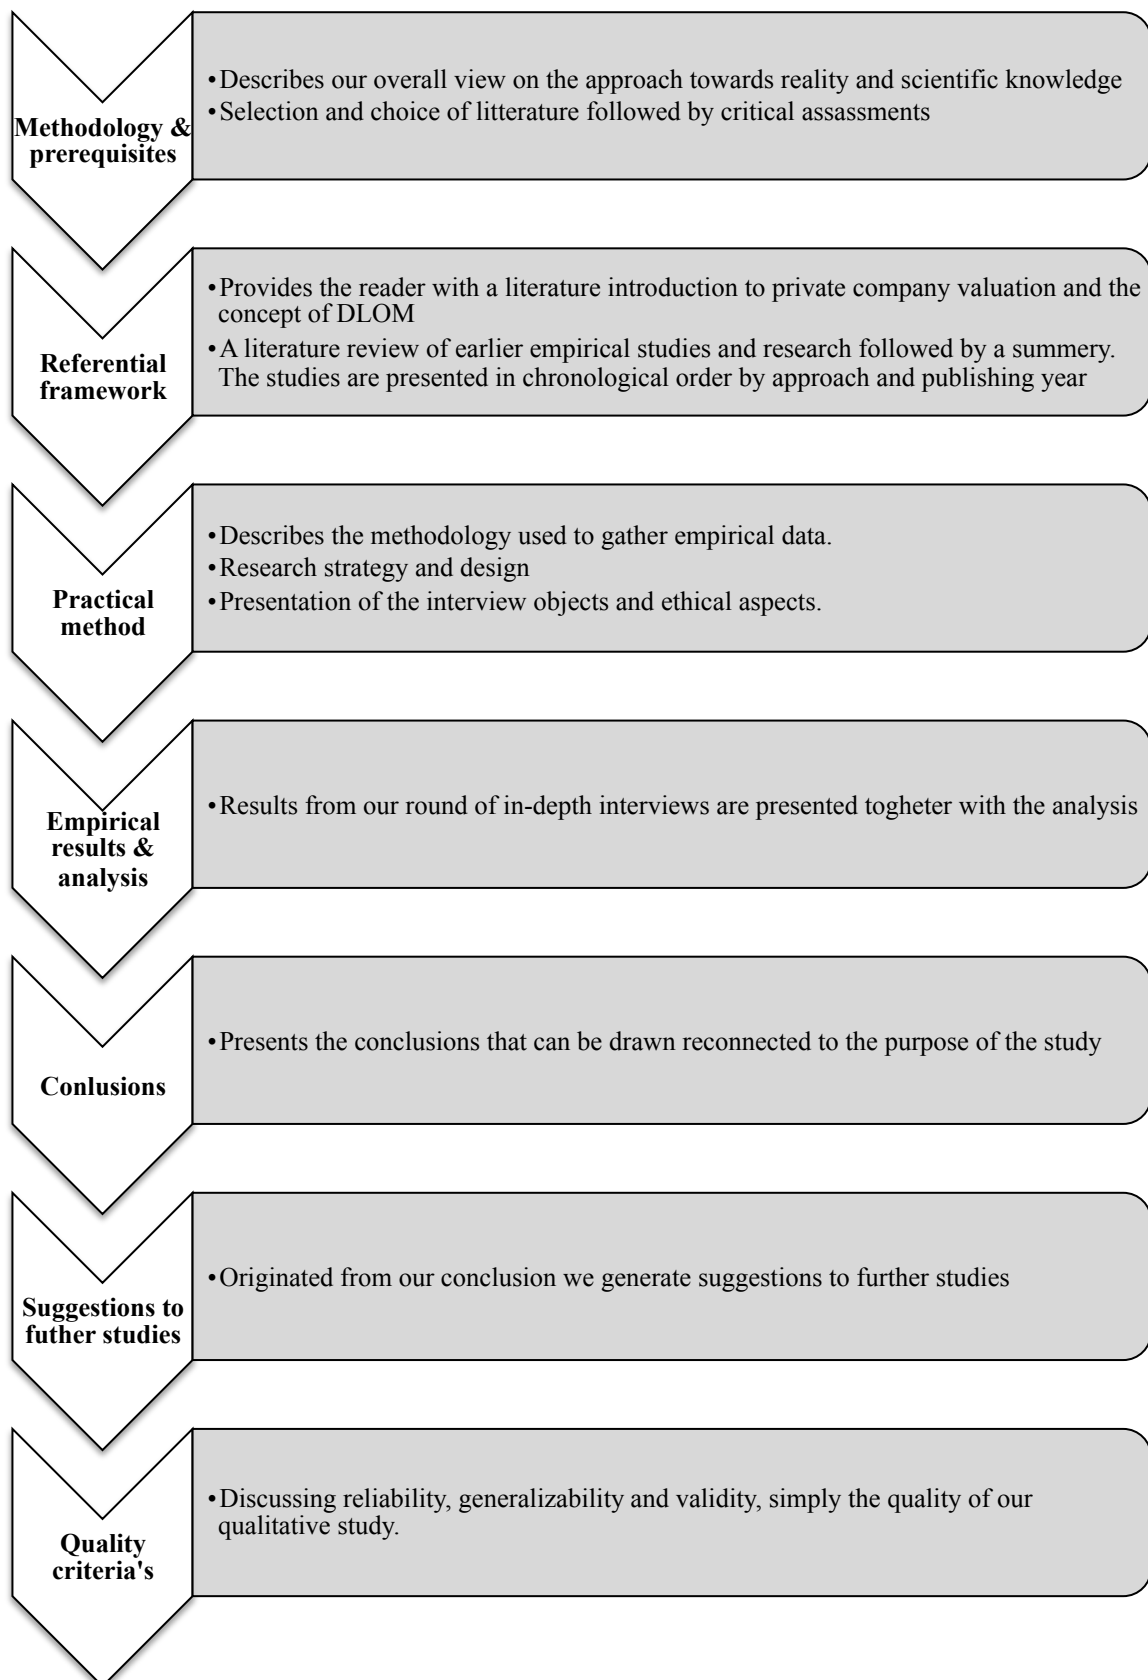 Methodology &
prerequisites
•Describes our overall view on the approach towards reality and scientific knowledge
•Selection and choice of litterature followed by critical assassments
Referential
framework
•Provides the reader with a literature introduction to private company valuation and the
concept of DLOM
•A literature review of earlier empirical studies and research followed by a summery.
The studies are presented in chronological order by approach and publishing year
Practical
method
•Describes the methodology used to gather empirical data.
•Research strategy and design
•Presentation of the interview objects and ethical aspects.
Empirical
results &
analysis
•Results from our round of in-depth interviews are presented togheter with the analysis
Conlusions
•Presents the conclusions that can be drawn reconnected to the purpose of the study
Suggestions to
futher studies
•Originated from our conclusion we generate suggestions to further studies
Quality
criteria's
•Discussing reliability, generalizability and validity, simply the quality of our
qualitative study.